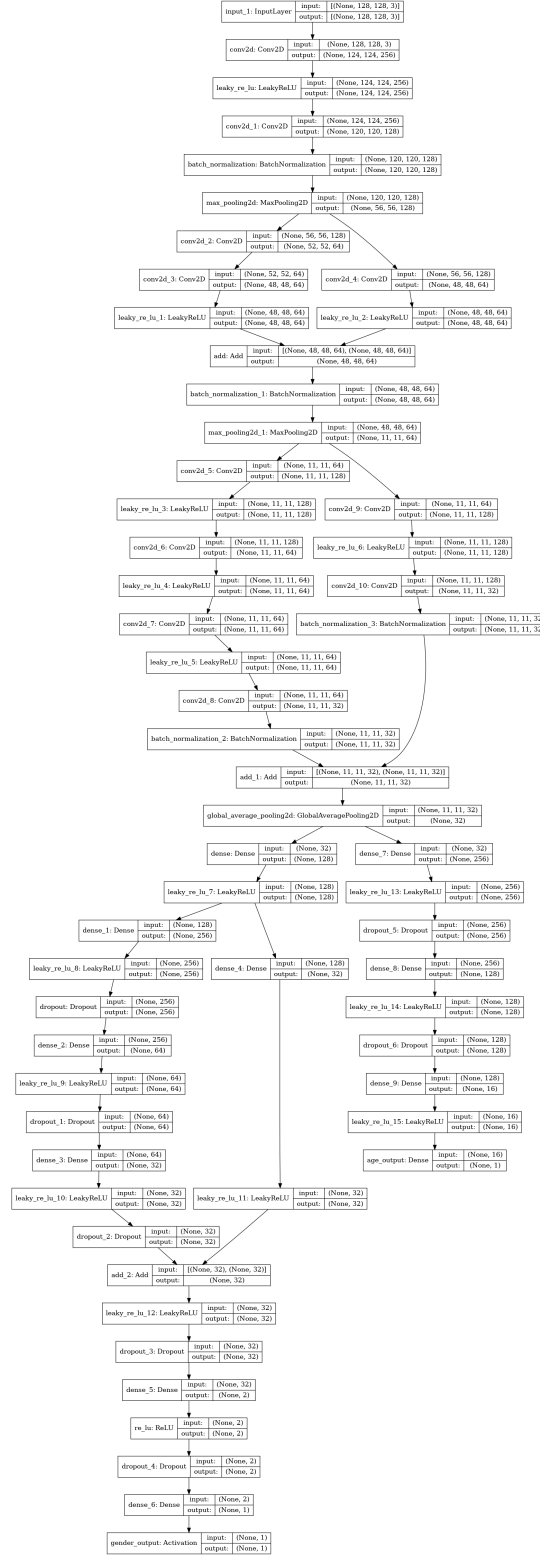 input_1: InputLayer input: [(None, 128, 128, 3)]
output: [(None, 128, 128, 3)]
conv2d: Conv2D input: (None, 128, 128, 3)
output: (None, 124, 124, 256)
leaky_re_lu: LeakyReLU input: (None, 124, 124, 256)
output: (None, 124, 124, 256)
conv2d_1: Conv2D input: (None, 124, 124, 256)
output: (None, 120, 120, 128)
batch_normalization: BatchNormalization input: (None, 120, 120, 128)
output: (None, 120, 120, 128)
max_pooling2d: MaxPooling2D input: (None, 120, 120, 128)
output: (None, 56, 56, 128)
conv2d_2: Conv2D input: (None, 56, 56, 128)
output: (None, 52, 52, 64)
conv2d_3: Conv2D input: (None, 52, 52, 64)
output: (None, 48, 48, 64)
conv2d_4: Conv2D input: (None, 56, 56, 128)
output: (None, 48, 48, 64)
leaky_re_lu_1: LeakyReLU input: (None, 48, 48, 64)
output: (None, 48, 48, 64)
leaky_re_lu_2: LeakyReLU input: (None, 48, 48, 64)
output: (None, 48, 48, 64)
add: Add input: [(None, 48, 48, 64), (None, 48, 48, 64)]
output: (None, 48, 48, 64)
batch_normalization_1: BatchNormalization input: (None, 48, 48, 64)
output: (None, 48, 48, 64)
max_pooling2d_1: MaxPooling2D input: (None, 48, 48, 64)
output: (None, 11, 11, 64)
conv2d_5: Conv2D input: (None, 11, 11, 64)
output: (None, 11, 11, 128)
leaky_re_lu_3: LeakyReLU input: (None, 11, 11, 128)
output: (None, 11, 11, 128)
conv2d_9: Conv2D input: (None, 11, 11, 64)
output: (None, 11, 11, 128)
conv2d_6: Conv2D input: (None, 11, 11, 128)
output: (None, 11, 11, 64)
leaky_re_lu_6: LeakyReLU input: (None, 11, 11, 128)
output: (None, 11, 11, 128)
leaky_re_lu_4: LeakyReLU input: (None, 11, 11, 64)
output: (None, 11, 11, 64)
conv2d_10: Conv2D input: (None, 11, 11, 128)
output: (None, 11, 11, 32)
conv2d_7: Conv2D input: (None, 11, 11, 64)
output: (None, 11, 11, 64)
batch_normalization_3: BatchNormalization input: (None, 11, 11, 32
output: (None, 11, 11, 32
leaky_re_lu_5: LeakyReLU input: (None, 11, 11, 64)
output: (None, 11, 11, 64)
conv2d_8: Conv2D input: (None, 11, 11, 64)
output: (None, 11, 11, 32)
batch_normalization_2: BatchNormalization input: (None, 11, 11, 32)
output: (None, 11, 11, 32)
add_1: Add input: [(None, 11, 11, 32), (None, 11, 11, 32)]
output: (None, 11, 11, 32)
global_average_pooling2d: GlobalAveragePooling2D input: (None, 11, 11, 32)
output: (None, 32)
dense: Dense input: (None, 32)
output: (None, 128)
dense_7: Dense input: (None, 32)
output: (None, 256)
leaky_re_lu_7: LeakyReLU input: (None, 128)
output: (None, 128)
leaky_re_lu_13: LeakyReLU input: (None, 256)
output: (None, 256)
dense_1: Dense input: (None, 128)
output: (None, 256)
dropout_5: Dropout input: (None, 256)
output: (None, 256)
leaky_re_lu_8: LeakyReLU input: (None, 256)
output: (None, 256)
dense_4: Dense input: (None, 128)
output: (None, 32)
dense_8: Dense input: (None, 256)
output: (None, 128)
dropout: Dropout input: (None, 256)
output: (None, 256)
leaky_re_lu_14: LeakyReLU input: (None, 128)
output: (None, 128)
dense_2: Dense input: (None, 256)
output: (None, 64)
dropout_6: Dropout input: (None, 128)
output: (None, 128)
leaky_re_lu_9: LeakyReLU input: (None, 64)
output: (None, 64)
dense_9: Dense input: (None, 128)
output: (None, 16)
dropout_1: Dropout input: (None, 64)
output: (None, 64)
leaky_re_lu_15: LeakyReLU input: (None, 16)
output: (None, 16)
dense_3: Dense input: (None, 64)
output: (None, 32)
age_output: Dense input: (None, 16)
output: (None, 1)
leaky_re_lu_10: LeakyReLU input: (None, 32)
output: (None, 32)
leaky_re_lu_11: LeakyReLU input: (None, 32)
output: (None, 32)
dropout_2: Dropout input: (None, 32)
output: (None, 32)
add_2: Add input: [(None, 32), (None, 32)]
output: (None, 32)
leaky_re_lu_12: LeakyReLU input: (None, 32)
output: (None, 32)
dropout_3: Dropout input: (None, 32)
output: (None, 32)
dense_5: Dense input: (None, 32)
output: (None, 2)
re_lu: ReLU input: (None, 2)
output: (None, 2)
dropout_4: Dropout input: (None, 2)
output: (None, 2)
dense_6: Dense input: (None, 2)
output: (None, 1)
gender_output: Activation input: (None, 1)
output: (None, 1)